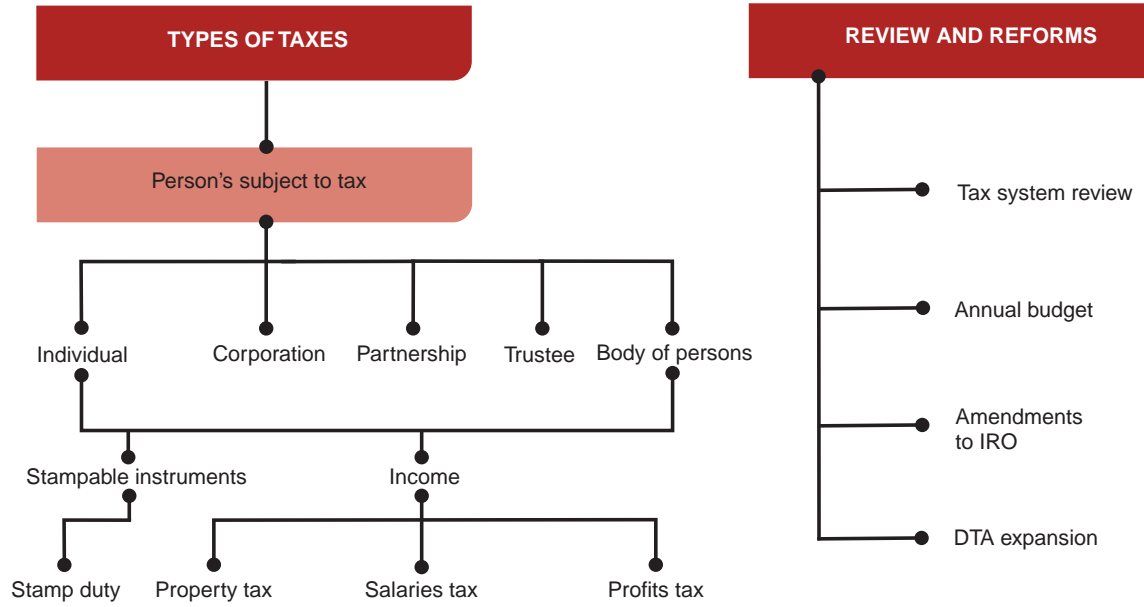 TYPES OF TAXES
Person's subject to tax
Individual
Corporation
Partnership
Trustee
Body of persons
Stampable instruments
Income
Stamp duty
Property tax
Salaries tax
Profits tax
REVIEW AND REFORMS
Tax system review
Annual budget
Amendments
to IRO
DTA expansion